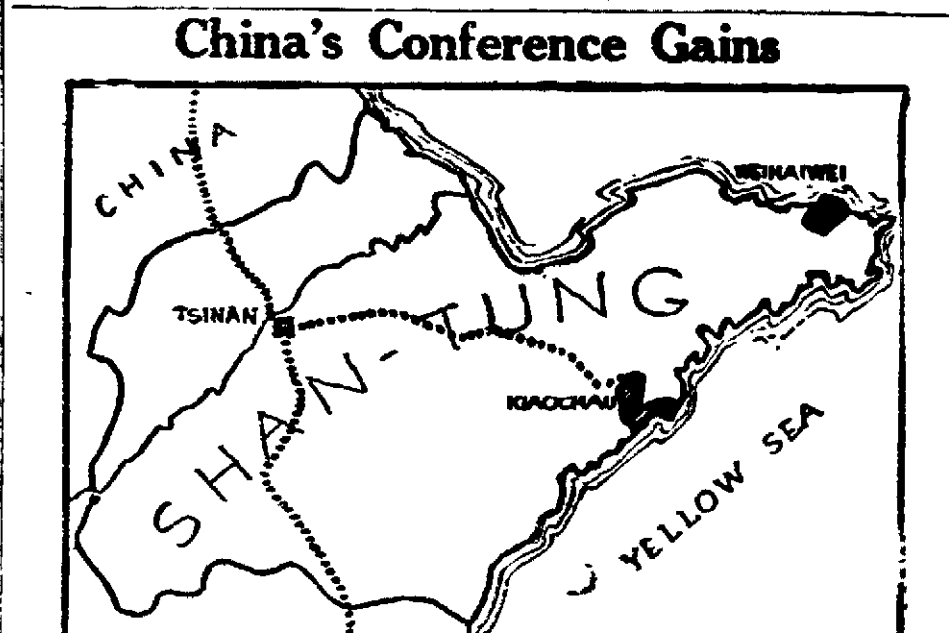 China's Conference Gains
CHINA
WEIHAIWEI
TSINAN
SHAN-TUNG
KIAOCHAU
YELLOW SEA